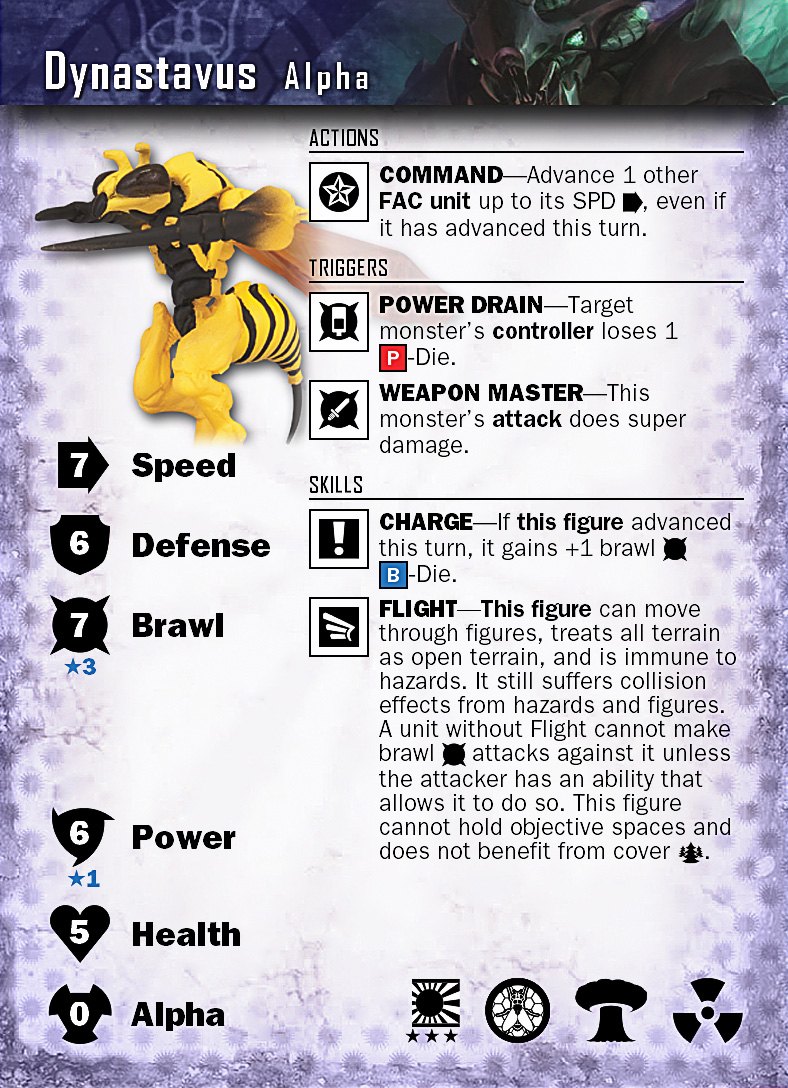 Dynastavus Alpha
ACTIONS
COMMAND—Advance 1 other
FAC unit up to its SPD , even if
it has advanced this turn.
TRIGGERS
POWER DRAIN—Target
monster's controller loses 1
P-Die.
WEAPON MASTER—This
monster's attack does super
damage.
SKILLS
CHARGE—If this figure advanced
this turn, it gains +1 brawl
B-Die.
FLIGHT—This figure can move
through figures, treats all terrain
as open terrain, and is immune to
hazards. It still suffers collision
effects from hazards and figures.
A unit without Flight cannot make
brawl attacks against it unless
the attacker has an ability that
allows it to do so. This figure
cannot hold objective spaces and
does not benefit from cover .
7 Speed
6 Defense
7 Brawl
★3
6 Power
★1
5 Health
0 Alpha